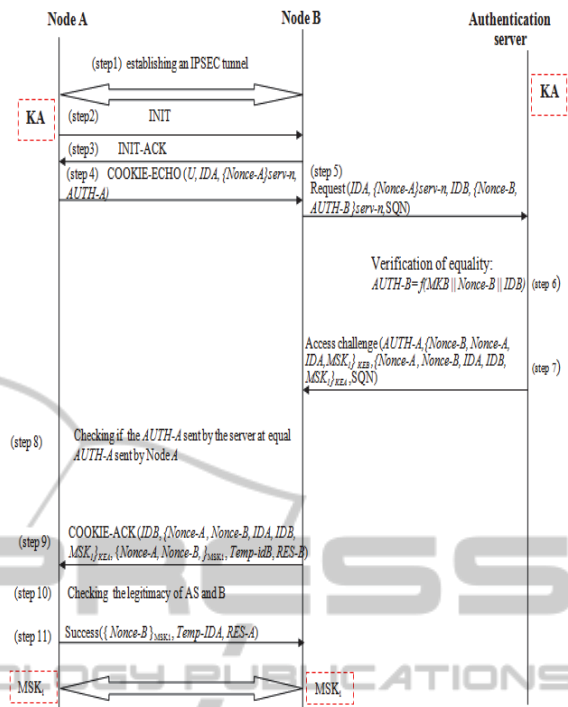 Node A
Node B
Authentication
server
(step1) establishing an IPSEC tunnel
KA
KA
(step2) INIT
(step3) INIT-ACK
(step 4) COOKIE-ECHO (U, IDA, {Nonce-A}serv-n,
AUTH-A)
(step 5)
Request (IDA, {Nonce-A}serv-n, IDB, {Nonce-B,
AUTH-B }serv-n,SQN)
Verification of equality:
AUTH-B= f(MKB || Nonce-B || IDB)
(step 6)
Access challenge (AUTH-A,{Nonce-B, Nonce-A,
IDA,MSK1} KEB,{Nonce-A, Nonce-B, IDA, IDB,
MSK1}KEA,SQN)
(step 7)
(step 8)
Checking if the AUTH-A sent by the server at equal
AUTH-A sent by Node A
(step 9)
COOKIE-ACK (IDB, {Nonce-A, Nonce-B, IDA, IDB,
MSK1}KEA, {Nonce-A, Nonce-B, }MSK1, Temp-idB, RES-B)
(step 10) Checking the legitimacy of AS and B
(step 11) Success({ Nonce-B }MSK1, Temp-IDA, RES-A)
PRESS
OLOGY PUBLICATIONS
MSK1
MSK1